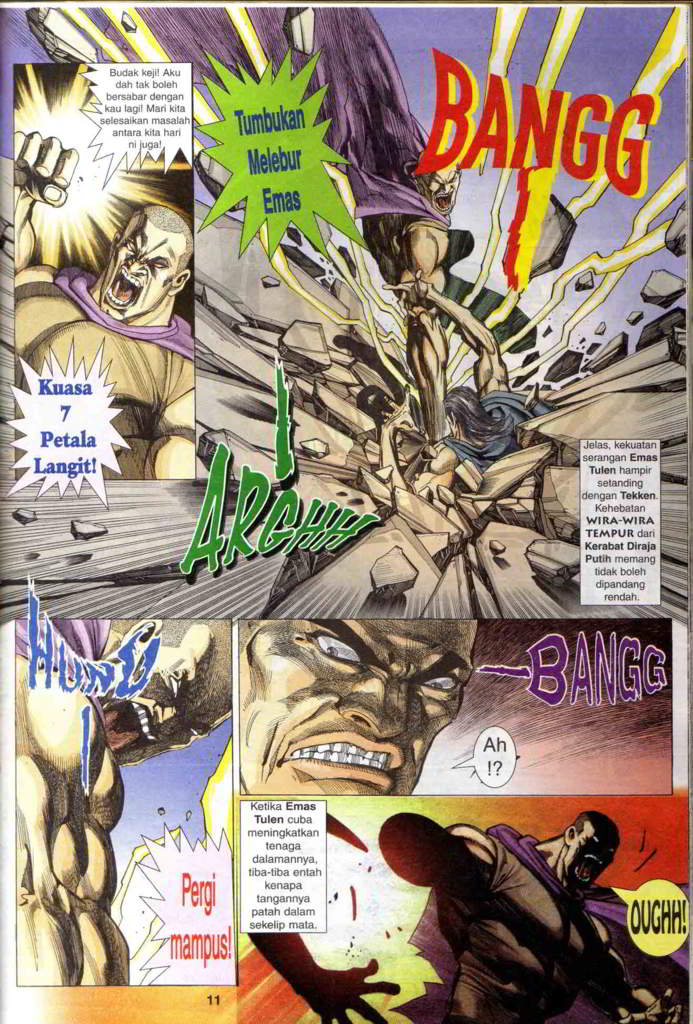 Budak keji! Aku
dah tak boleh
bersabar dengan
kau lagi! Mari kita
selesaikan masalah
antara kita hari
ni juga!
Kuasa
7
Petala
Langit!
Tumbukan
Melebur
Emas
BANGG
!
ARGHH
!
Jelas, kekuatan
serangan Emas
Tulen hampir
setanding
dengan Tekken.
Kehebatan
WIRA-WIRA
TEMPUR dari
Kerabat Diraja
Putih memang
tidak boleh
dipandang
rendah.
Pergi
mampus!
BANGG
Ah
!?
Ketika Emas
Tulen cuba
meningkatkan
tenaga
dalamannya,
tiba-tiba entah
kenapa
tangannya
patah dalam
sekelip mata.
OUGHH!
11